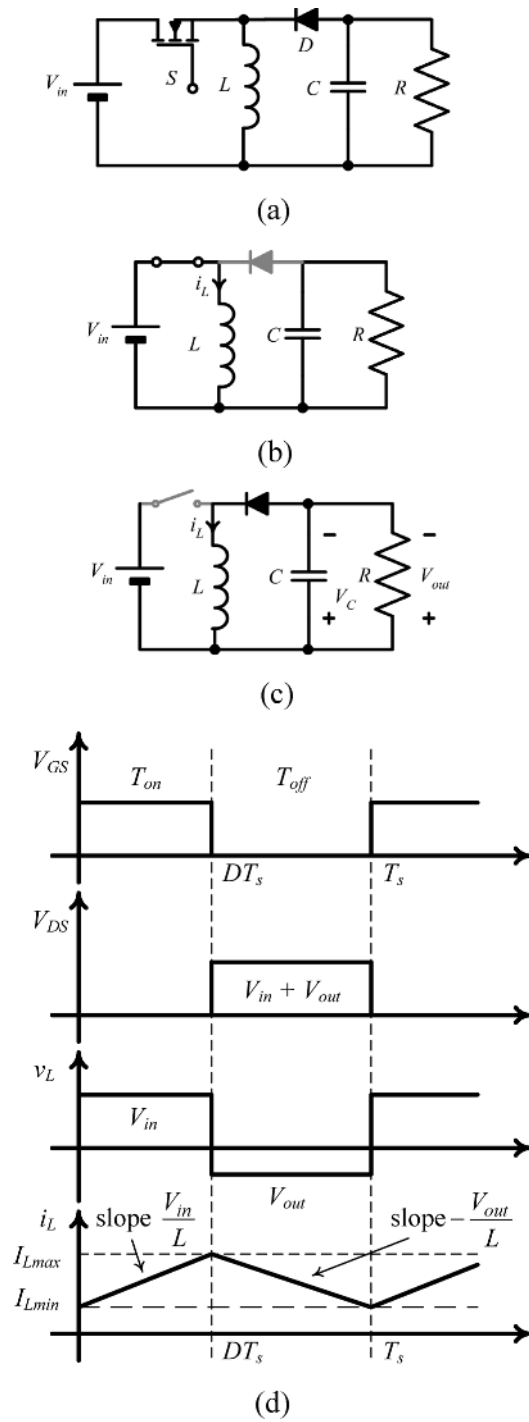 D
V_in S L C R
(a)
i_L
V_in L C R
(b)
i_L − −
V_in L C V_C R V_out
+ +
(c)
V_GS T_on T_off
DT_s T_s
V_DS
V_in + V_out
v_L
V_in
V_out
i_L slope V_in/L slope −V_out/L
I_Lmax
I_Lmin
DT_s T_s
(d)